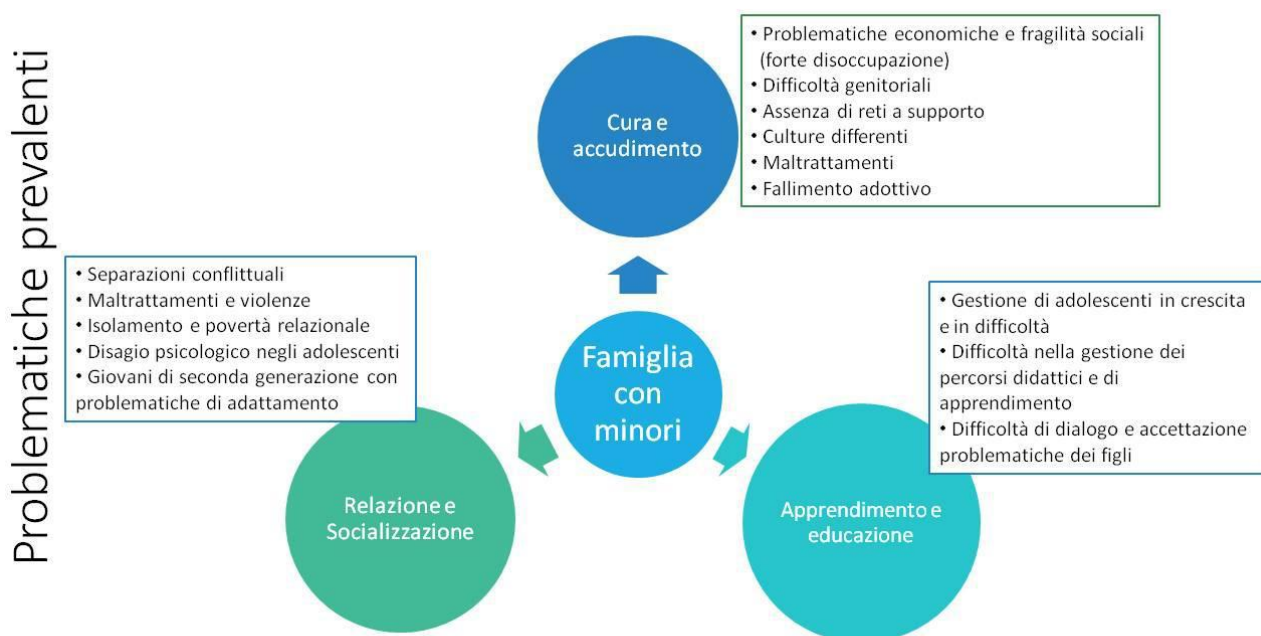 Problematiche prevalenti
Cura e
accudimento
• Problematiche economiche e fragilità sociali
(forte disoccupazione)
• Difficoltà genitoriali
• Assenza di reti a supporto
• Culture differenti
• Maltrattamenti
• Fallimento adottivo
• Separazioni conflittuali
• Maltrattamenti e violenze
• Isolamento e povertà relazionale
• Disagio psicologico negli adolescenti
• Giovani di seconda generazione con
problematiche di adattamento
Famiglia
con
minori
• Gestione di adolescenti in crescita
e in difficoltà
• Difficoltà nella gestione dei
percorsi didattici e di
apprendimento
• Difficoltà di dialogo e accettazione
problematiche dei figli
Relazione e
Socializzazione
Apprendimento e
educazione